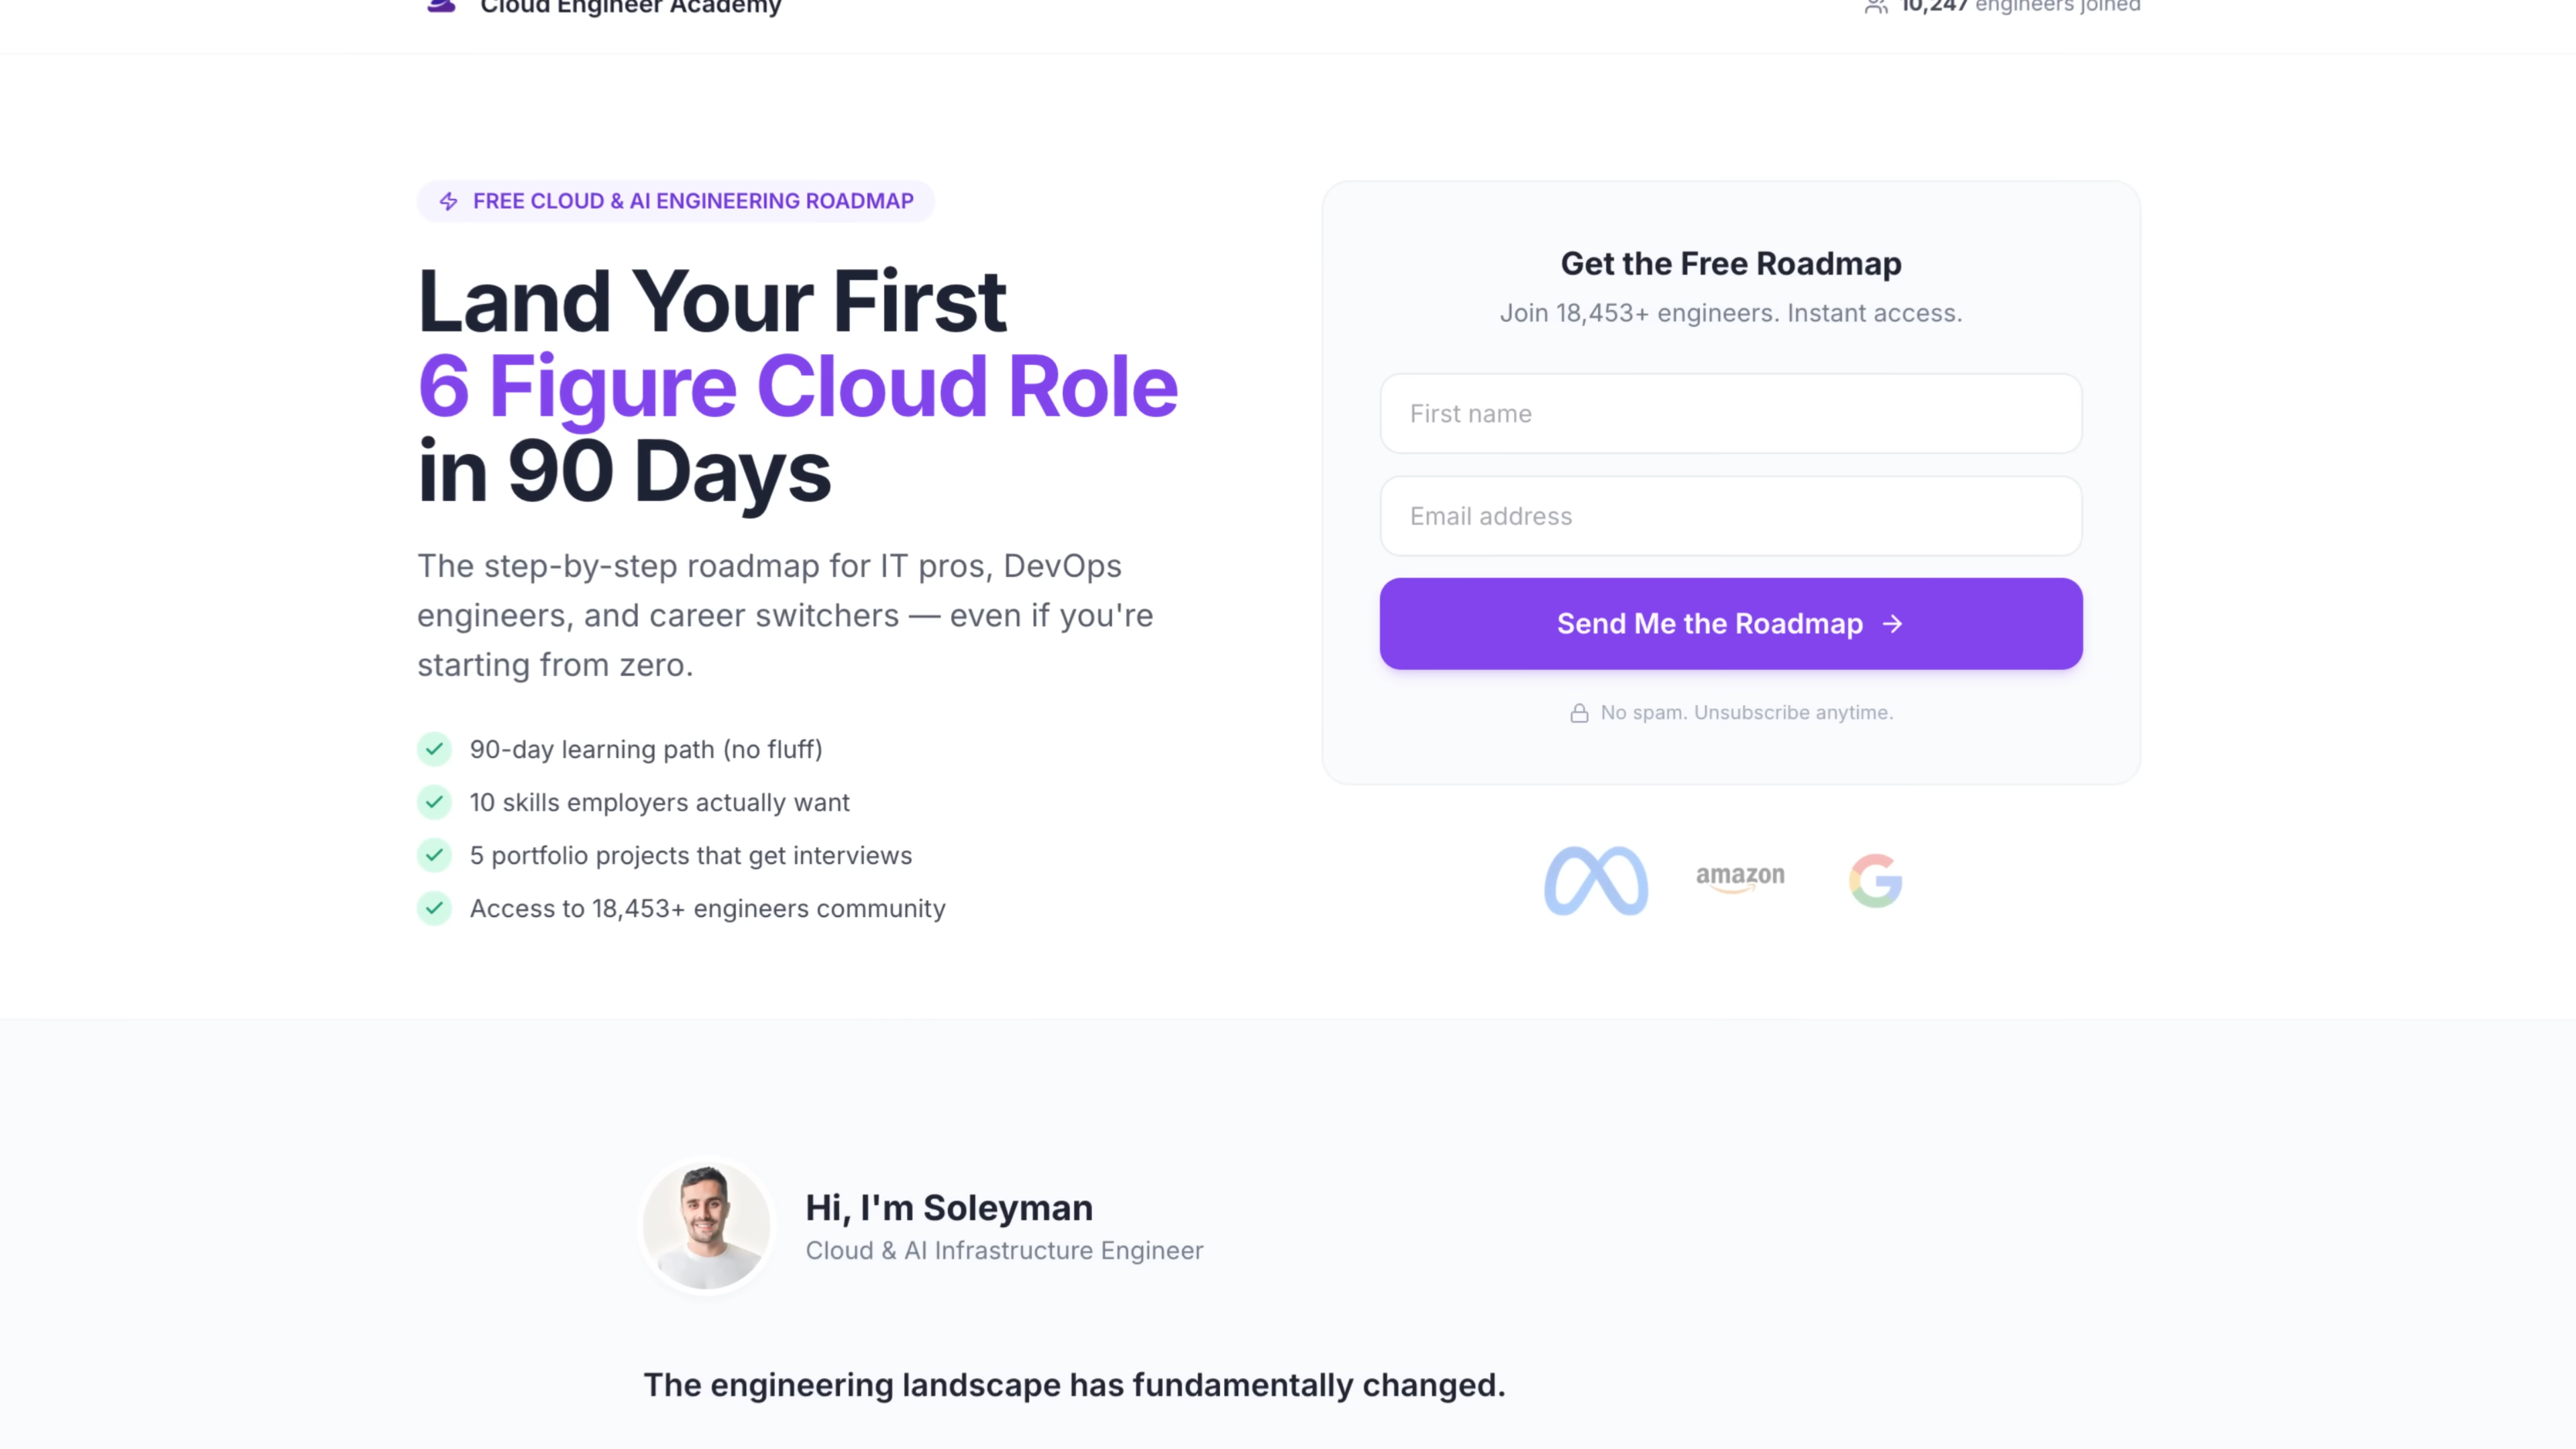 Cloud Engineer Academy
10,247 engineers joined
FREE CLOUD & AI ENGINEERING ROADMAP
Land Your First
6 Figure Cloud Role
in 90 Days
The step-by-step roadmap for IT pros, DevOps
engineers, and career switchers — even if you're
starting from zero.
90-day learning path (no fluff)
10 skills employers actually want
5 portfolio projects that get interviews
Access to 18,453+ engineers community
Get the Free Roadmap
Join 18,453+ engineers. Instant access.
First name
Email address
Send Me the Roadmap →
No spam. Unsubscribe anytime.
amazon
G
Hi, I'm Soleyman
Cloud & AI Infrastructure Engineer
The engineering landscape has fundamentally changed.